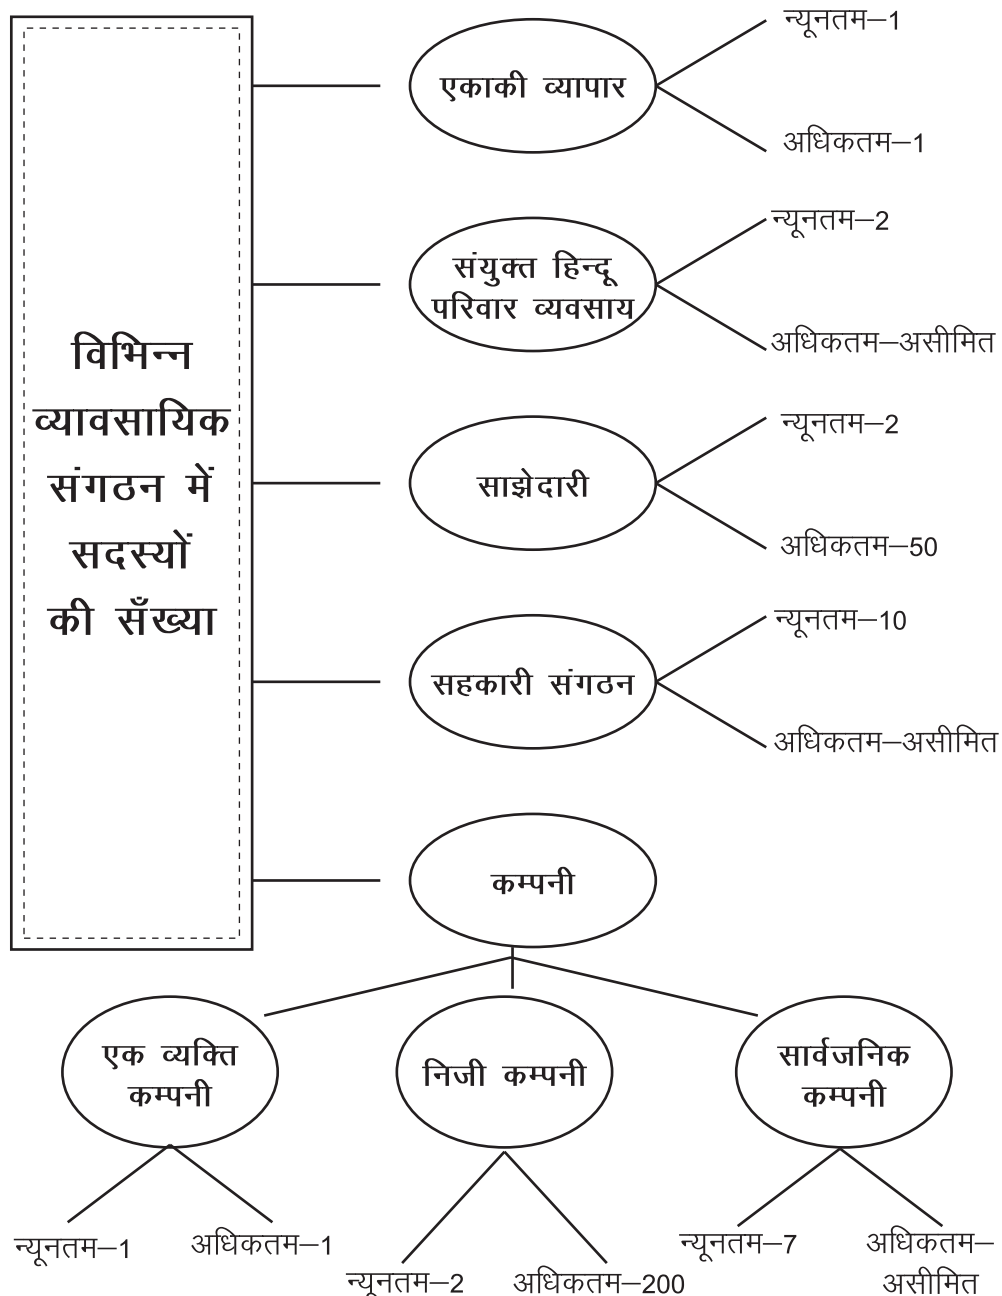 विभिन्न
व्यावसायिक
संगठन में
सदस्यों
की सँख्या
एकाकी व्यापार
न्यूनतम–1
अधिकतम–1
संयुक्त हिन्दू
परिवार व्यवसाय
न्यूनतम–2
अधिकतम–असीमित
साझेदारी
न्यूनतम–2
अधिकतम–50
सहकारी संगठन
न्यूनतम–10
अधिकतम–असीमित
कम्पनी
एक व्यक्ति
कम्पनी
न्यूनतम–1
अधिकतम–1
निजी कम्पनी
न्यूनतम–2
अधिकतम–200
सार्वजनिक
कम्पनी
न्यूनतम–7
अधिकतम–
असीमित